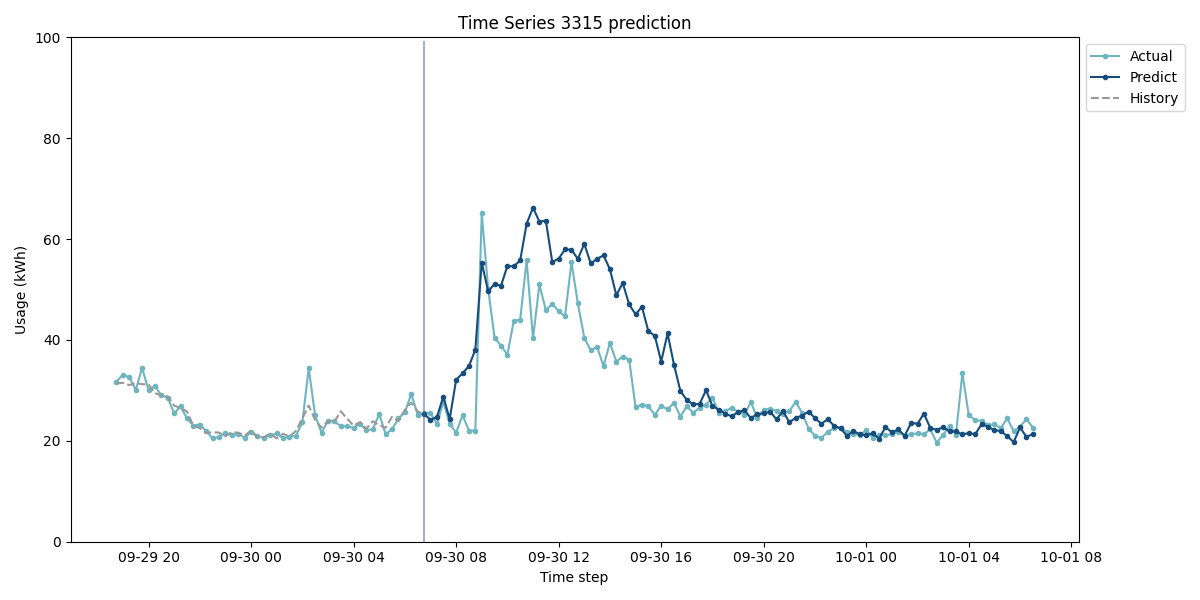 Time Series 3315 prediction
100
80
60
40
20
0
Usage (kWh)
09-29 20
09-30 00
09-30 04
09-30 08
09-30 12
09-30 16
09-30 20
10-01 00
10-01 04
10-01 08
Time step
Actual
Predict
History